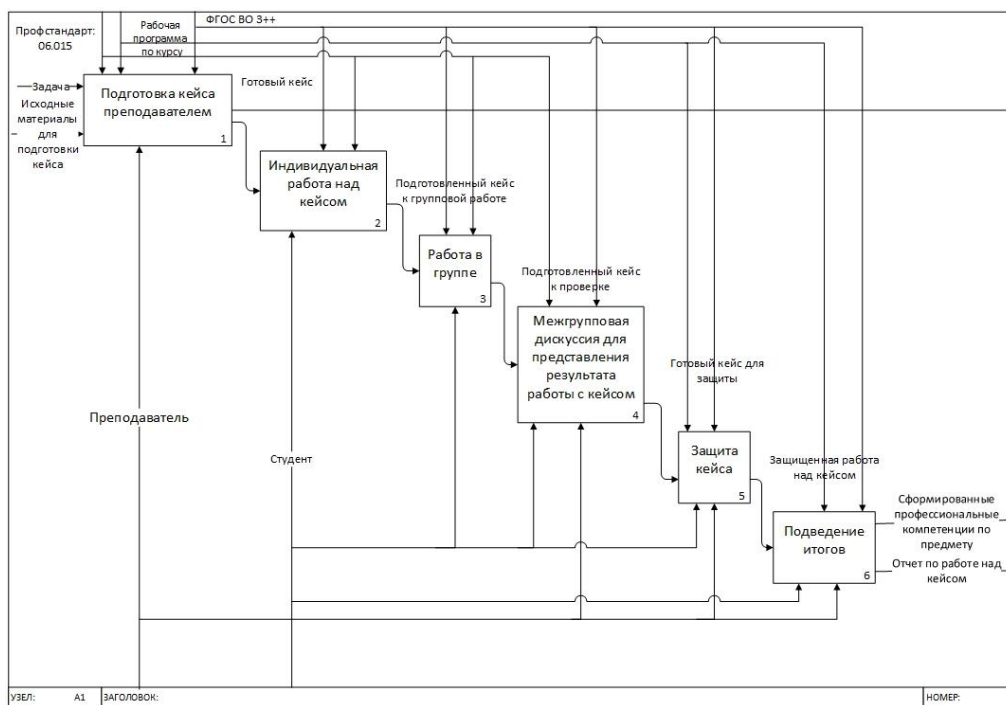 ФГОС ВО 3++
Профстандарт:
06.015
Рабочая
программа
по курсу
Задача
Исходные
материалы
для
подготовки
кейса
Подготовка кейса
преподавателем
1
Готовый кейс
Индивидуальная
работа над
кейсом
2
Подготовленный кейс
к групповой работе
Работа в
группе
3
Подготовленный кейс
к проверке
Межгрупповая
дискуссия для
представления
результата
работы с кейсом
4
Готовый кейс для
защиты
Защита
кейса
5
Защищенная работа
над кейсом
Подведение
итогов
6
Сформированные
профессиональные
компетенции по
предмету
Отчет по работе над
кейсом
Преподаватель
Студент
УЗЕЛ: А1 ЗАГОЛОВОК: НОМЕР: